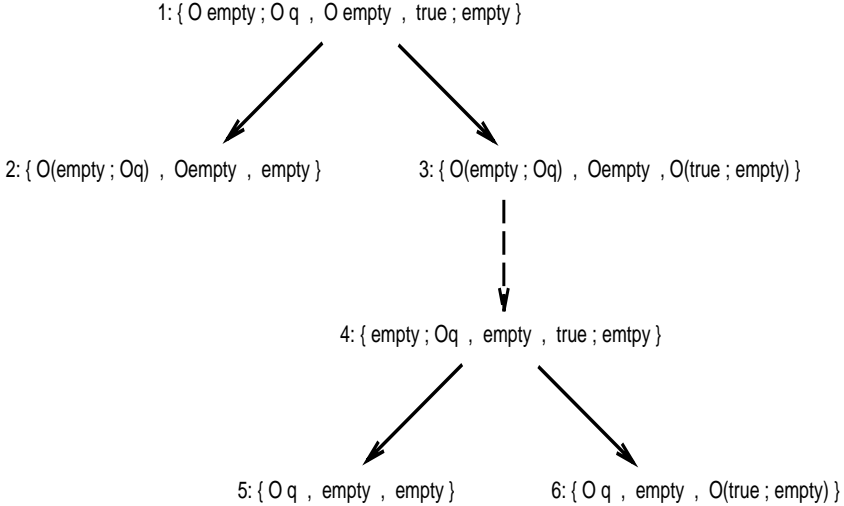 1: { O empty ; O q , O empty , true ; empty }
2: { O(empty ; Oq) , Oempty , empty }
3: { O(empty ; Oq) , Oempty , O(true ; empty) }
4: { empty ; Oq , empty , true ; emtpy }
5: { O q , empty , empty }
6: { O q , empty , O(true ; empty) }